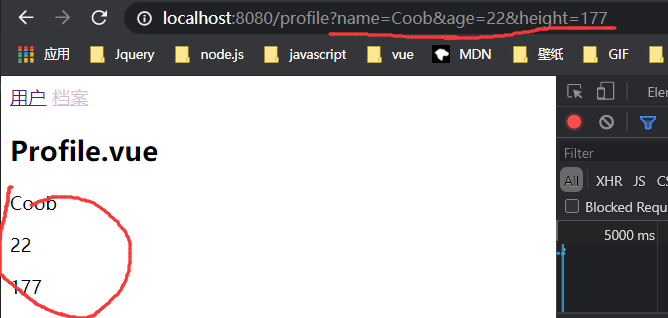 localhost:8080/profile?name=Coob&age=22&height=177
应用 Jquery node.js javascript vue MDN 壁纸 GIF
用户 档案
Profile.vue
Coob
22
177
Elem
Filter
All XHR JS CS
Blocked Requ
5000 ms